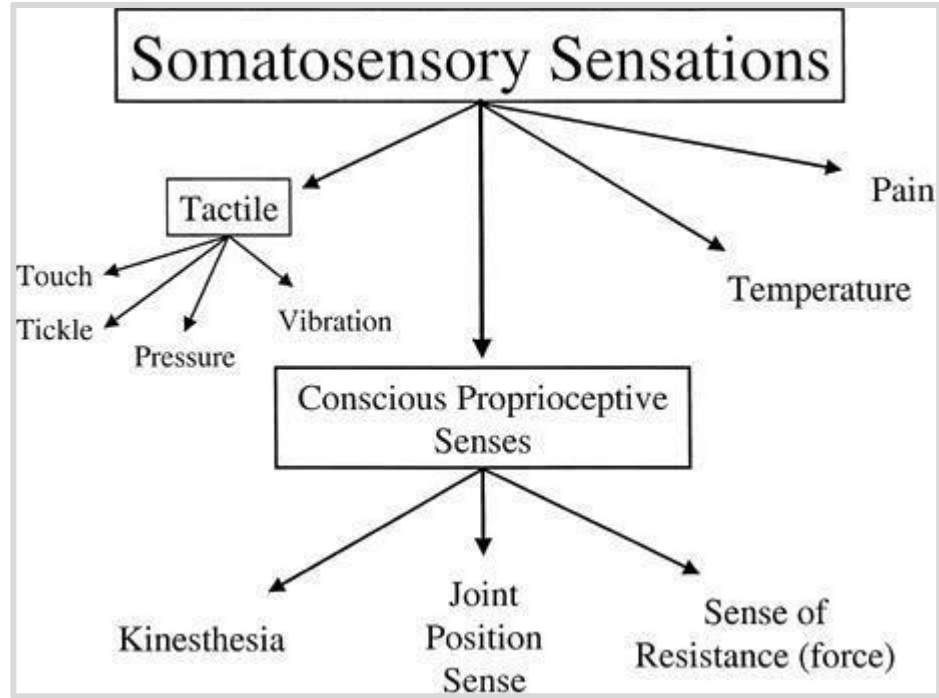 Somatosensory Sensations
Pain
Tactile
Touch
Temperature
Tickle
Vibration
Pressure
Conscious Proprioceptive
Senses
Kinesthesia
Joint
Position
Sense
Sense of
Resistance (force)